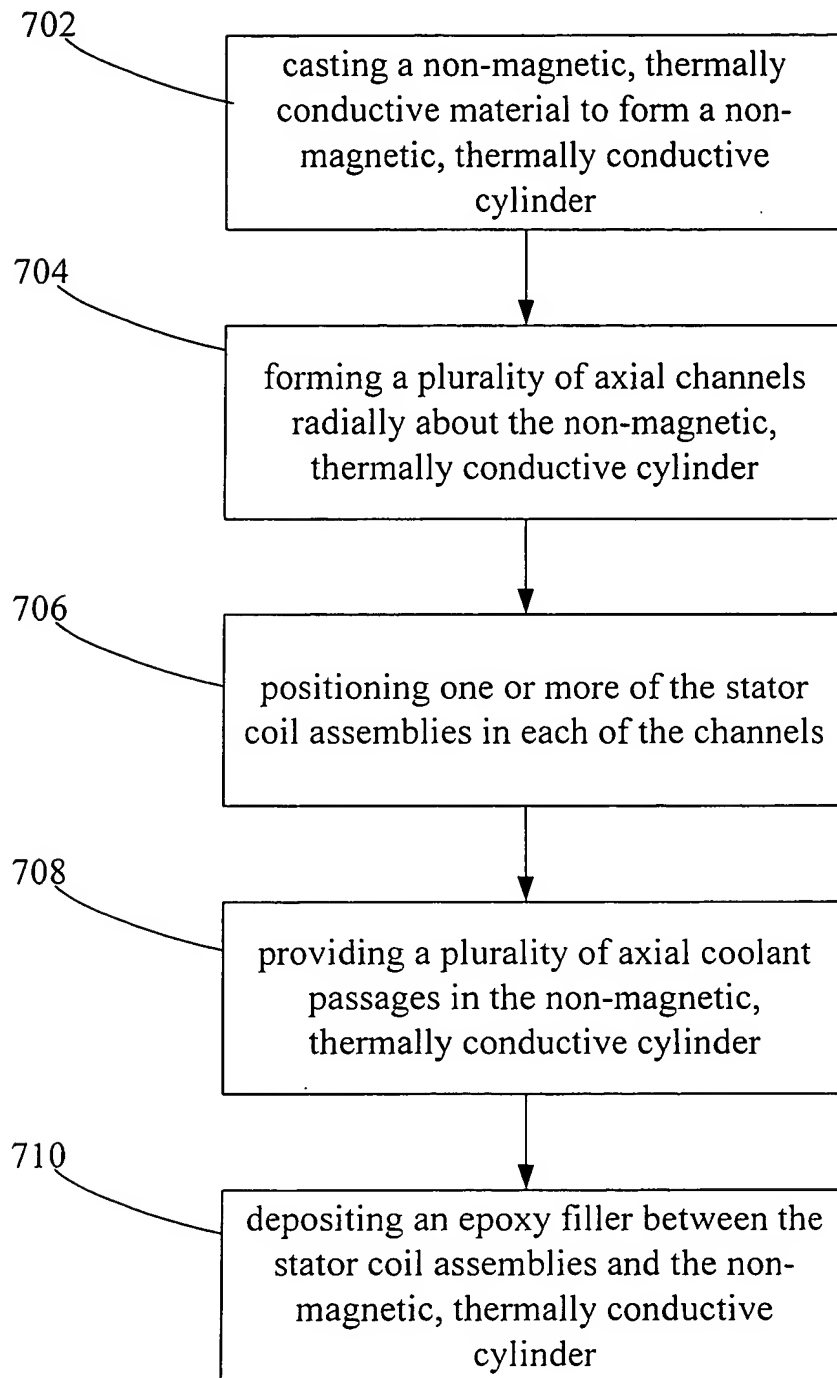 702
casting a non-magnetic, thermally
conductive material to form a non-
magnetic, thermally conductive
cylinder
704
forming a plurality of axial channels
radially about the non-magnetic,
thermally conductive cylinder
706
positioning one or more of the stator
coil assemblies in each of the channels
708
providing a plurality of axial coolant
passages in the non-magnetic,
thermally conductive cylinder
710
depositing an epoxy filler between the
stator coil assemblies and the non-
magnetic, thermally conductive
cylinder